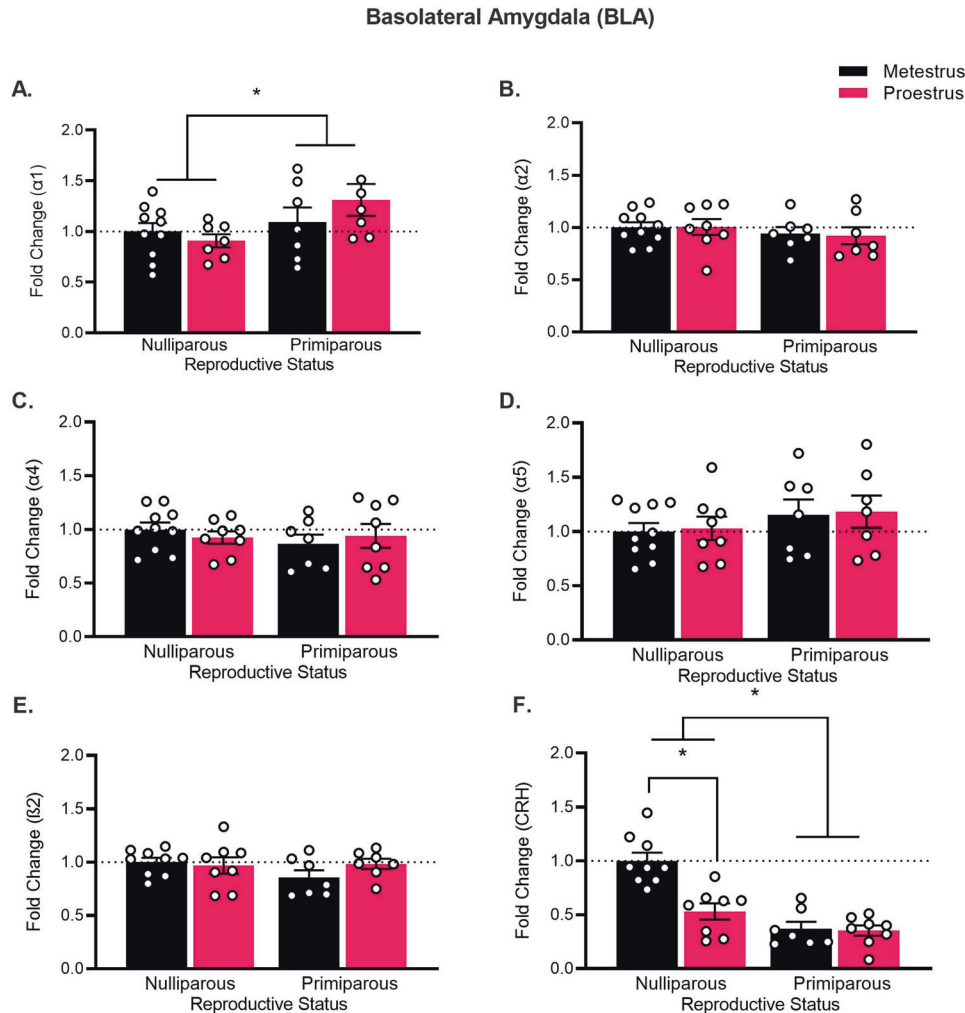 Basolateral Amygdala (BLA)
Metestrus
Proestrus
A.
*
Fold Change (α1)
2.0
1.5
1.0
0.5
0.0
Nulliparous
Primiparous
Reproductive Status
B.
Fold Change (α2)
2.0
1.5
1.0
0.5
0.0
Nulliparous
Primiparous
Reproductive Status
C.
Fold Change (α4)
2.0
1.5
1.0
0.5
0.0
Nulliparous
Primiparous
Reproductive Status
D.
Fold Change (α5)
2.0
1.5
1.0
0.5
0.0
Nulliparous
Primiparous
Reproductive Status
E.
Fold Change (ß2)
2.0
1.5
1.0
0.5
0.0
Nulliparous
Primiparous
Reproductive Status
F.
*
*
Fold Change (CRH)
2.0
1.5
1.0
0.5
0.0
Nulliparous
Primiparous
Reproductive Status